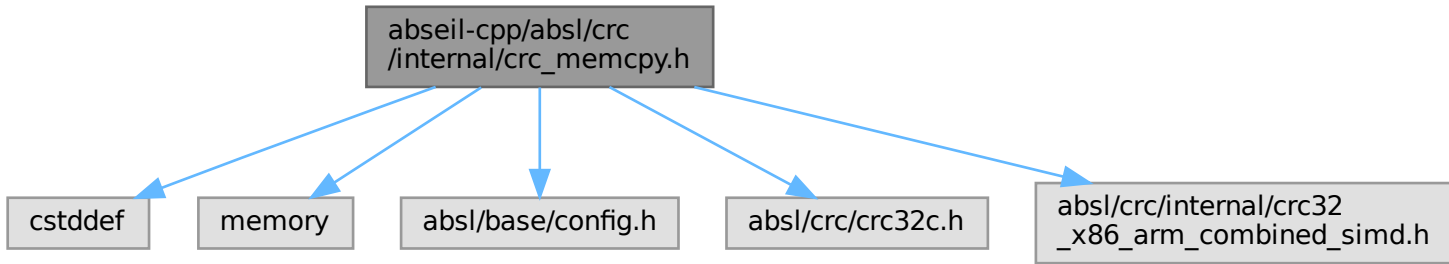 abseil-cpp/absl/crc
/internal/crc_memcpy.h
cstddef
memory
absl/base/config.h
absl/crc/crc32c.h
absl/crc/internal/crc32
_x86_arm_combined_simd.h